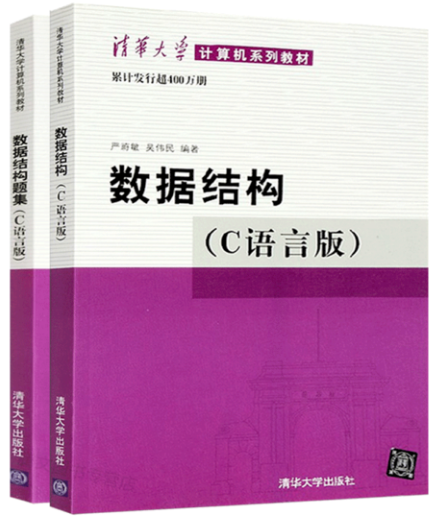 清华大学 计算机系列教材
累计发行超400万册
严蔚敏 吴伟民 编著
数据结构
（C语言版）
清华大学出版社
清华大学计算机系列教材
数据结构（C语言版）
清华大学出版社
清华大学计算机系列教材
数据结构题集（C语言版）
清华大学出版社